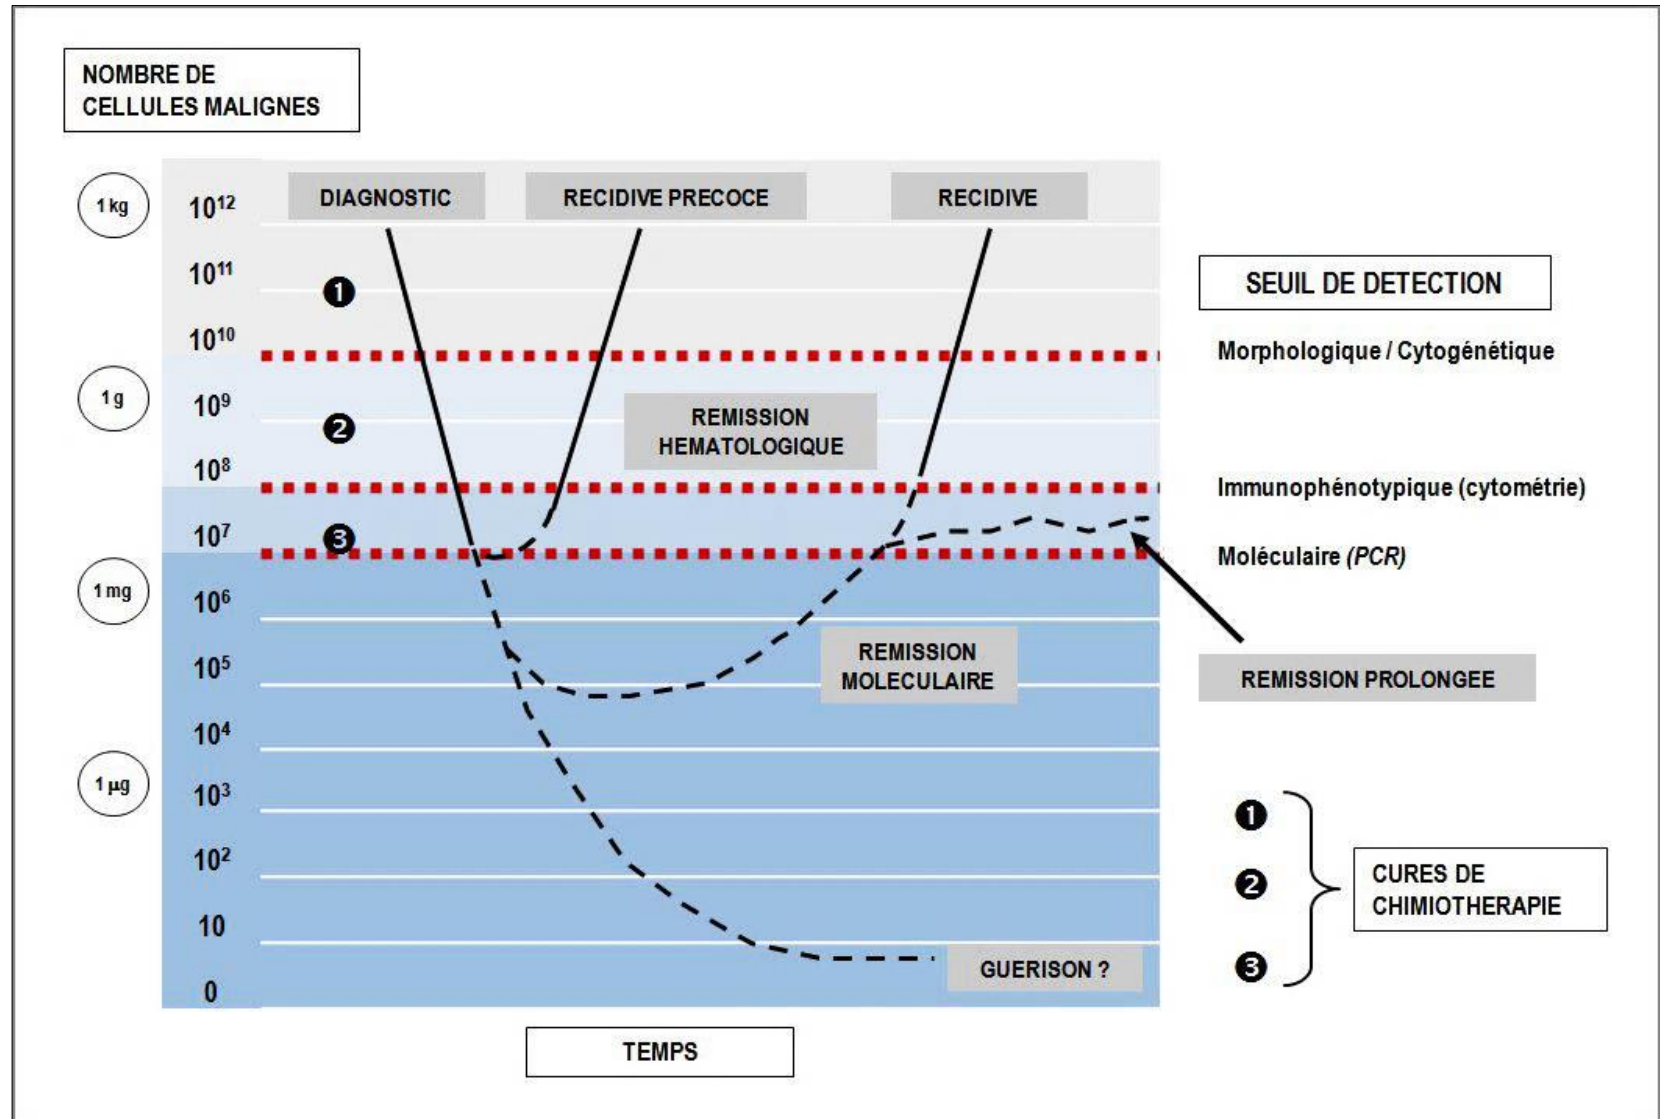 NOMBRE DE
CELLULES MALIGNES
1 kg
10¹²
DIAGNOSTIC
RECIDIVE PRECOCE
RECIDIVE
10¹¹
❶
SEUIL DE DETECTION
10¹⁰
Morphologique / Cytogénétique
1 g
10⁹
❷
REMISSION
HEMATOLOGIQUE
10⁸
Immunophénotypique (cytométrie)
10⁷
❸
Moléculaire (PCR)
1 mg
10⁶
10⁵
REMISSION
MOLECULAIRE
REMISSION PROLONGEE
10⁴
1 µg
10³
❶
10²
❷
CURES DE
CHIMIOTHERAPIE
10
❸
GUERISON ?
0
TEMPS